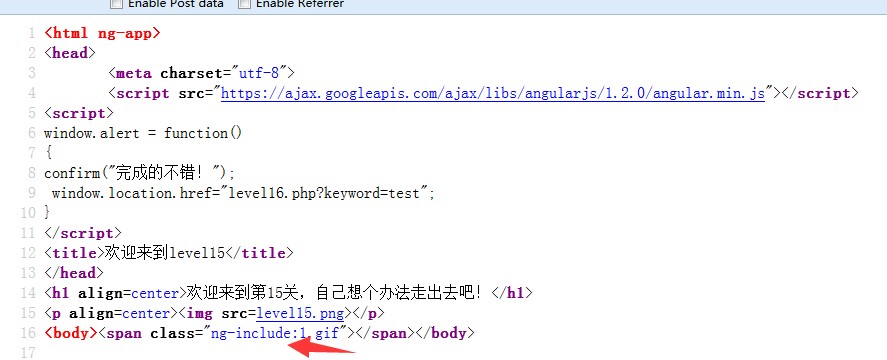 Enable Post data Enable Referrer
1 <html ng-app>
2 <head>
3 <meta charset="utf-8">
4 <script src="https://ajax.googleapis.com/ajax/libs/angularjs/1.2.0/angular.min.js"></script>
5 <script>
6 window.alert = function()
7 {
8 confirm("完成的不错！");
9 window.location.href="level16.php?keyword=test";
10 }
11 </script>
12 <title>欢迎来到level15</title>
13 </head>
14 <h1 align=center>欢迎来到第15关，自己想个办法走出去吧！</h1>
15 <p align=center><img src=level15.png></p>
16 <body><span class="ng-include:1.gif"></span></body>
17